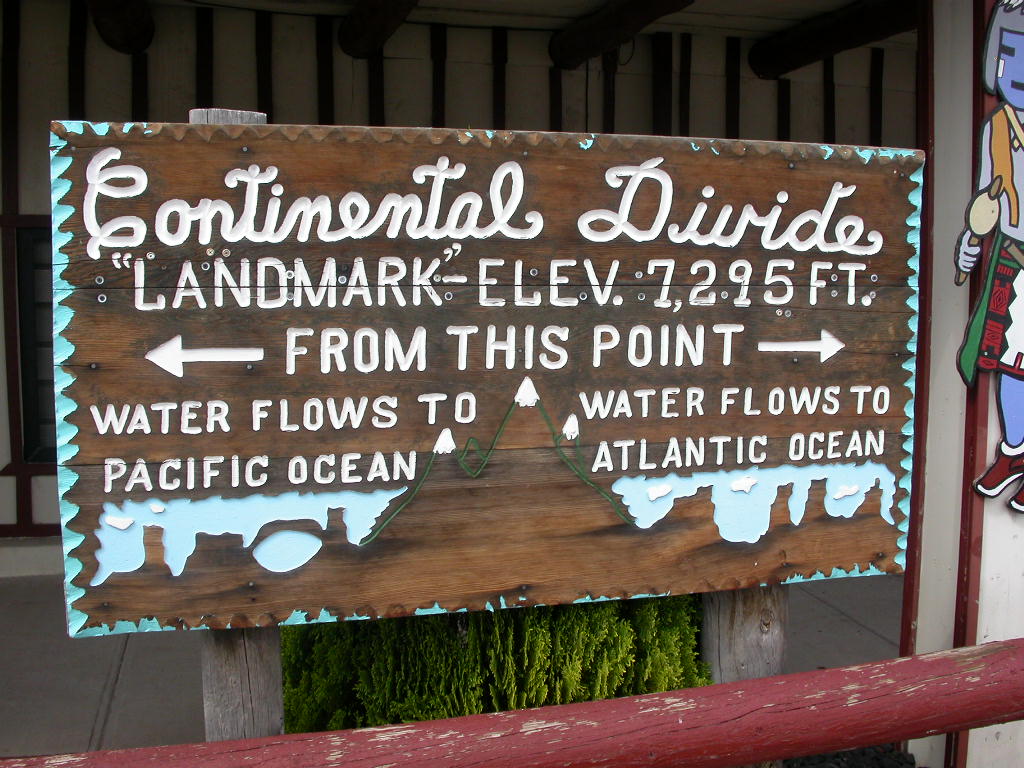 Continental Divide
"LANDMARK"-ELEV. 7,295 FT.
FROM THIS POINT
WATER FLOWS TO
PACIFIC OCEAN
WATER FLOWS TO
ATLANTIC OCEAN